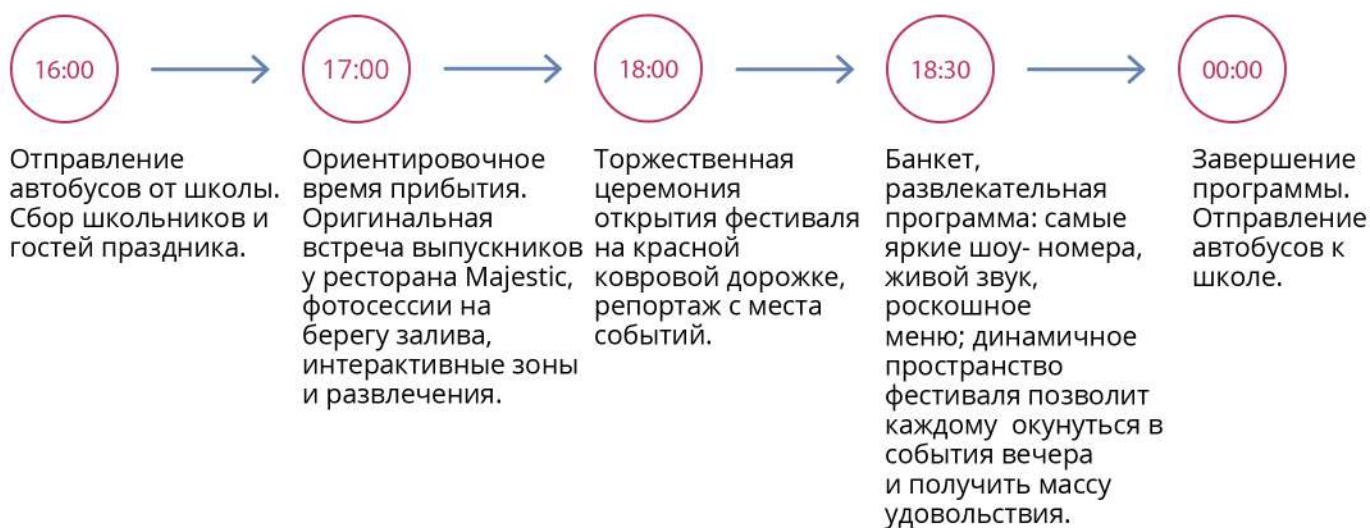 16:00
Отправление
автобусов от школы.
Сбор школьников и
гостей праздника.
17:00
Ориентировочное
время прибытия.
Оригинальная
встреча выпускников
у ресторана Majestic,
фотосессии на
берегу залива,
интерактивные зоны
и развлечения.
18:00
Торжественная
церемония
открытия фестиваля
на красной
ковровой дорожке,
репортаж с места
событий.
18:30
Банкет,
развлекательная
программа: самые
яркие шоу- номера,
живой звук,
роскошное
меню; динамичное
пространство
фестиваля позволит
каждому  окунуться в
события вечера
и получить массу
удовольствия.
00:00
Завершение
программы.
Отправление
автобусов к
школе.